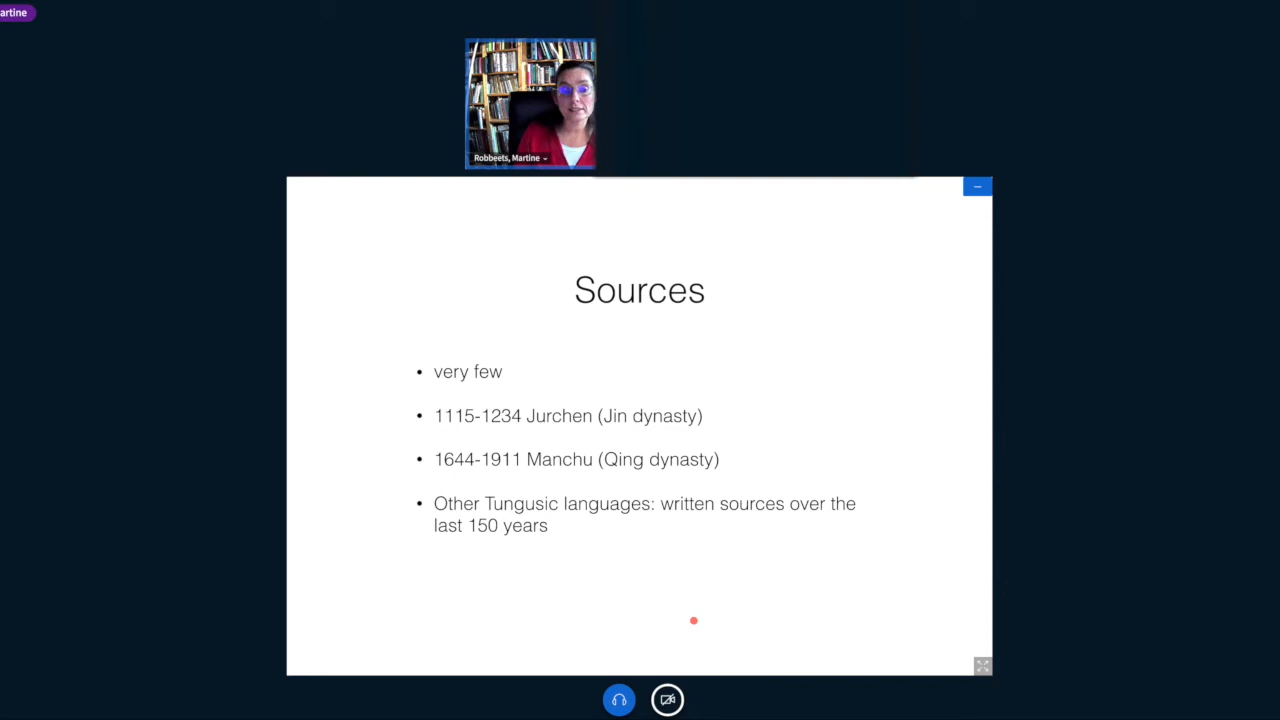 artine
Robbeets, Martine
Sources
• very few
• 1115-1234 Jurchen (Jin dynasty)
• 1644-1911 Manchu (Qing dynasty)
• Other Tungusic languages: written sources over the
last 150 years